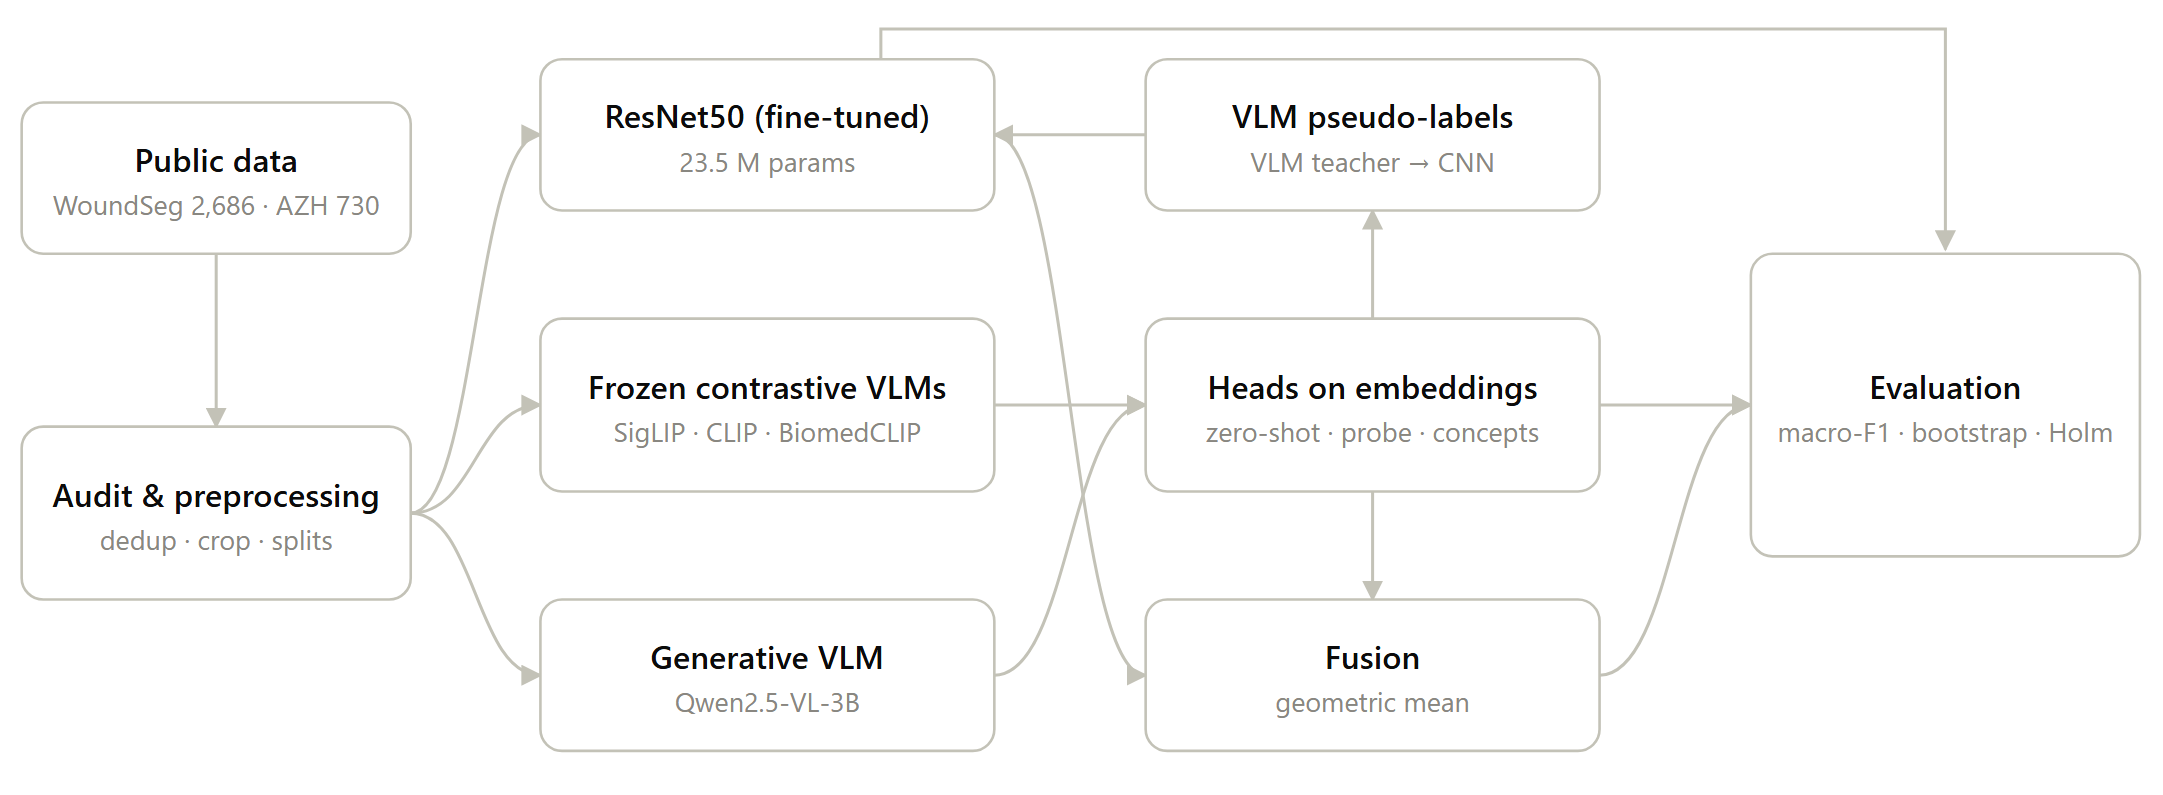 Public data
WoundSeg 2,686 · AZH 730
Audit & preprocessing
dedup · crop · splits
ResNet50 (fine-tuned)
23.5 M params
Frozen contrastive VLMs
SigLIP · CLIP · BiomedCLIP
Generative VLM
Qwen2.5-VL-3B
VLM pseudo-labels
VLM teacher → CNN
Heads on embeddings
zero-shot · probe · concepts
Fusion
geometric mean
Evaluation
macro-F1 · bootstrap · Holm